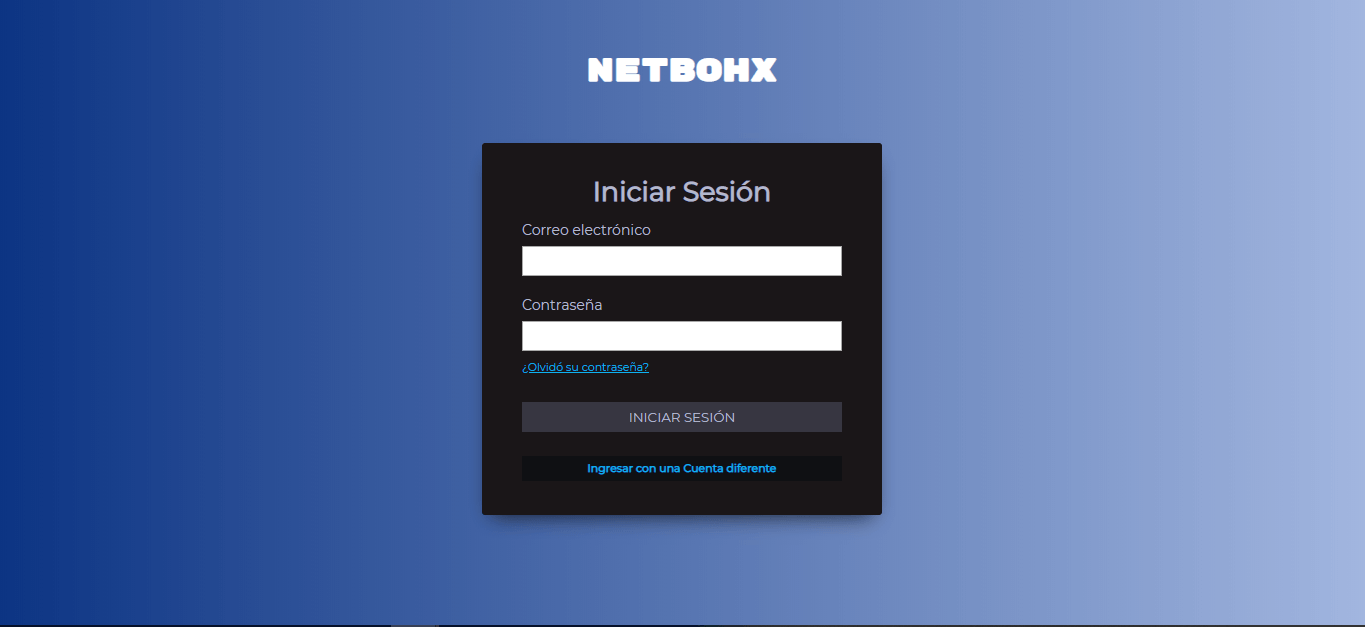 NETBOHX
Iniciar Sesión
Correo electrónico
Contraseña
¿Olvidó su contraseña?
INICIAR SESIÓN
Ingresar con una Cuenta diferente